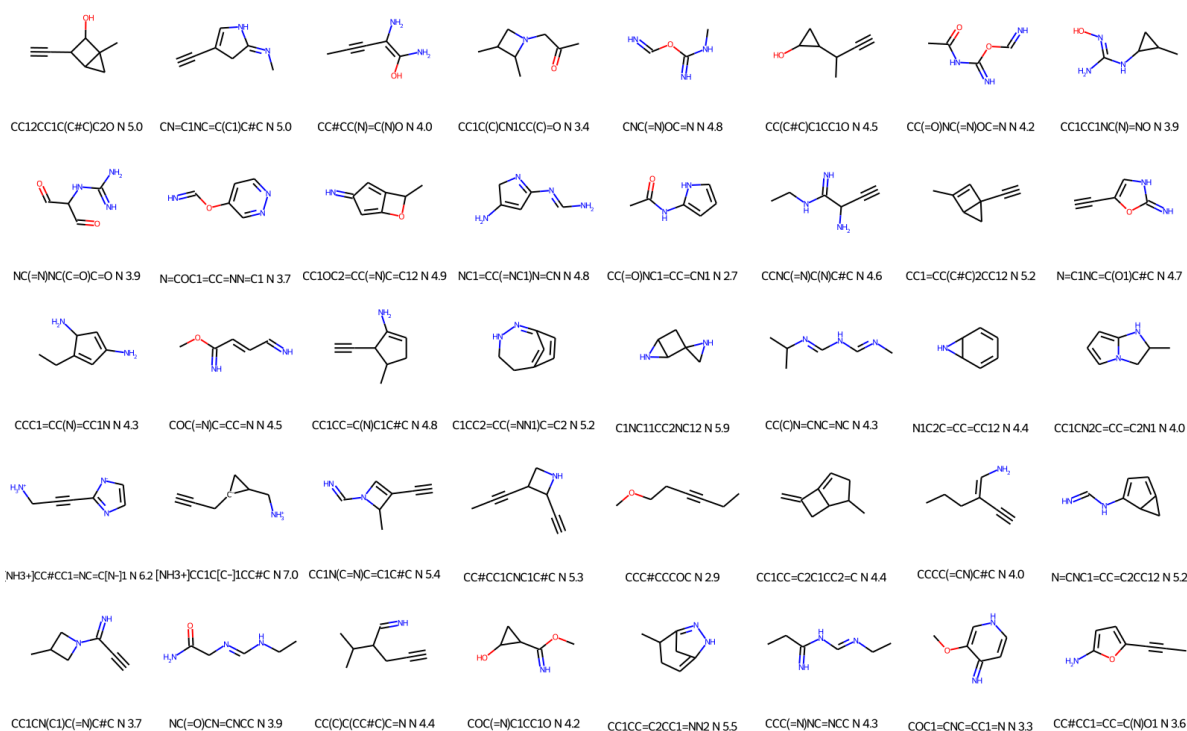 CC12CC1C(C#C)C2O N 5.0
CN=C1NC=C(C1)C#C N 5.0
CC#CC(N)=C(N)O N 4.0
CC1C(C)CN1CC(C)=O N 3.4
CNC(=N)OC=N N 4.8
CC(C#C)C1CC1O N 4.5
CC(=O)NC(=N)OC=N N 4.2
CC1CC1NC(N)=NO N 3.9
NC(=N)NC(C=O)C=O N 3.9
N=COC1=CC=NN=C1 N 3.7
CC1OC2=CC(=N)C=C12 N 4.9
NC1=CC(=NC1)N=CN N 4.8
CC(=O)NC1=CC=CN1 N 2.7
CCNC(=N)C(N)C#C N 4.6
CC1=CC(C#C)2CC12 N 5.2
N=C1NC=C(O1)C#C N 4.7
CCC1=CC(N)=CC1N N 4.3
COC(=N)C=CC=N N 4.5
CC1CC=C(N)C1C#C N 4.8
C1CC2=CC(=NN1)C=C2 N 5.2
C1NC11CC2NC12 N 5.9
CC(C)N=CNC=NC N 4.3
N1C2C=CC=CC12 N 4.4
CC1CN2C=CC=C2N1 N 4.0
[NH3+]CC#CC1=NC=C[N-]1 N 6.2
[NH3+]CC1C[C-]1CC#C N 7.0
CC1N(C=N)C=C1C#C N 5.4
CC#CC1CNC1C#C N 5.3
CCC#CCCOC N 2.9
CC1CC=C2C1CC2=C N 4.4
CCCC(=CN)C#C N 4.0
N=CNC1=CC=C2CC12 N 5.2
CC1CN(C1)C(=N)C#C N 3.7
NC(=O)CN=CNCC N 3.9
CC(C)C(CC#C)C=N N 4.4
COC(=N)C1CC1O N 4.2
CC1CC=C2CC1=NN2 N 5.5
CCC(=N)NC=NCC N 4.3
COC1=CNC=CC1=N N 3.3
CC#CC1=CC=C(N)O1 N 3.6